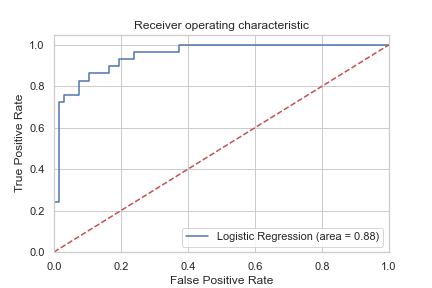 Receiver operating characteristic
True Positive Rate
1.0
0.8
0.6
0.4
0.2
0.0
Logistic Regression (area = 0.88)
0.0 0.2 0.4 0.6 0.8 1.0
False Positive Rate